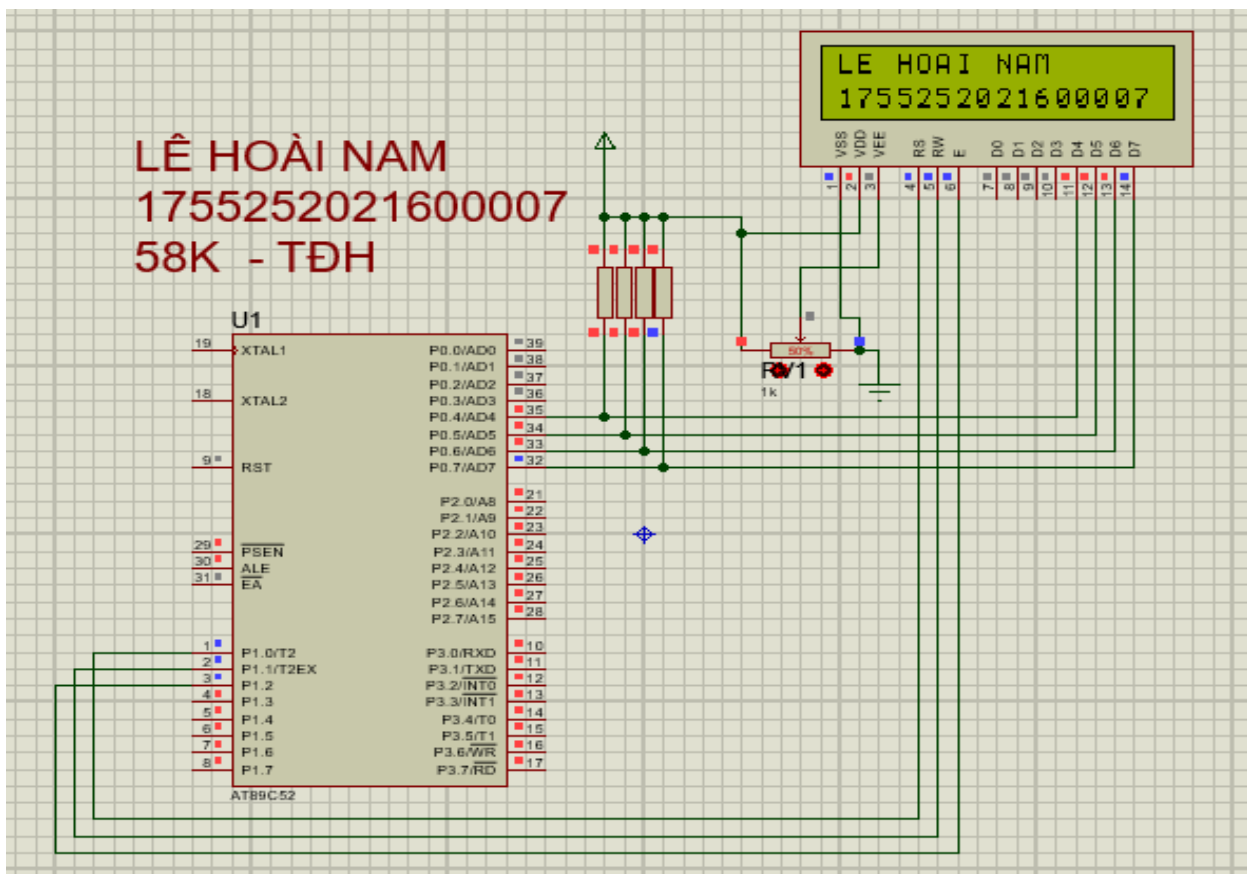 LE HOAI NAM
1755252021600007
LÊ HOÀI NAM
1755252021600007
58K - TĐH
VSS
VDD
VEE
RS
RW
E
D0
D1
D2
D3
D4
D5
D6
D7
1
2
3
4
5
6
7
8
9
10
11
12
13
14
50%
RV1
1k
U1
19 XTAL1
18 XTAL2
9 RST
29 PSEN
30 ALE
31 EA
1 P1.0/T2
2 P1.1/T2EX
3 P1.2
4 P1.3
5 P1.4
6 P1.5
7 P1.6
8 P1.7
P0.0/AD0 39
P0.1/AD1 38
P0.2/AD2 37
P0.3/AD3 36
P0.4/AD4 35
P0.5/AD5 34
P0.6/AD6 33
P0.7/AD7 32
P2.0/A8 21
P2.1/A9 22
P2.2/A10 23
P2.3/A11 24
P2.4/A12 25
P2.5/A13 26
P2.6/A14 27
P2.7/A15 28
P3.0/RXD 10
P3.1/TXD 11
P3.2/INT0 12
P3.3/INT1 13
P3.4/T0 14
P3.5/T1 15
P3.6/WR 16
P3.7/RD 17
AT89C52